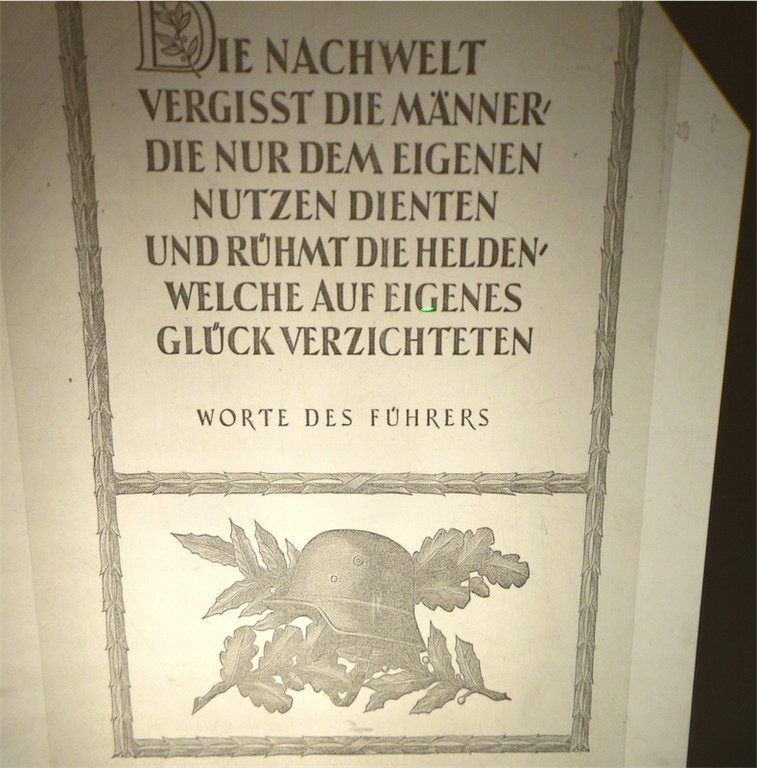 DIE NACHWELT
VERGISST DIE MÄNNER,
DIE NUR DEM EIGENEN
NUTZEN DIENTEN
UND RÜHMT DIE HELDEN,
WELCHE AUF EIGENES
GLÜCK VERZICHTETEN
WORTE DES FÜHRERS